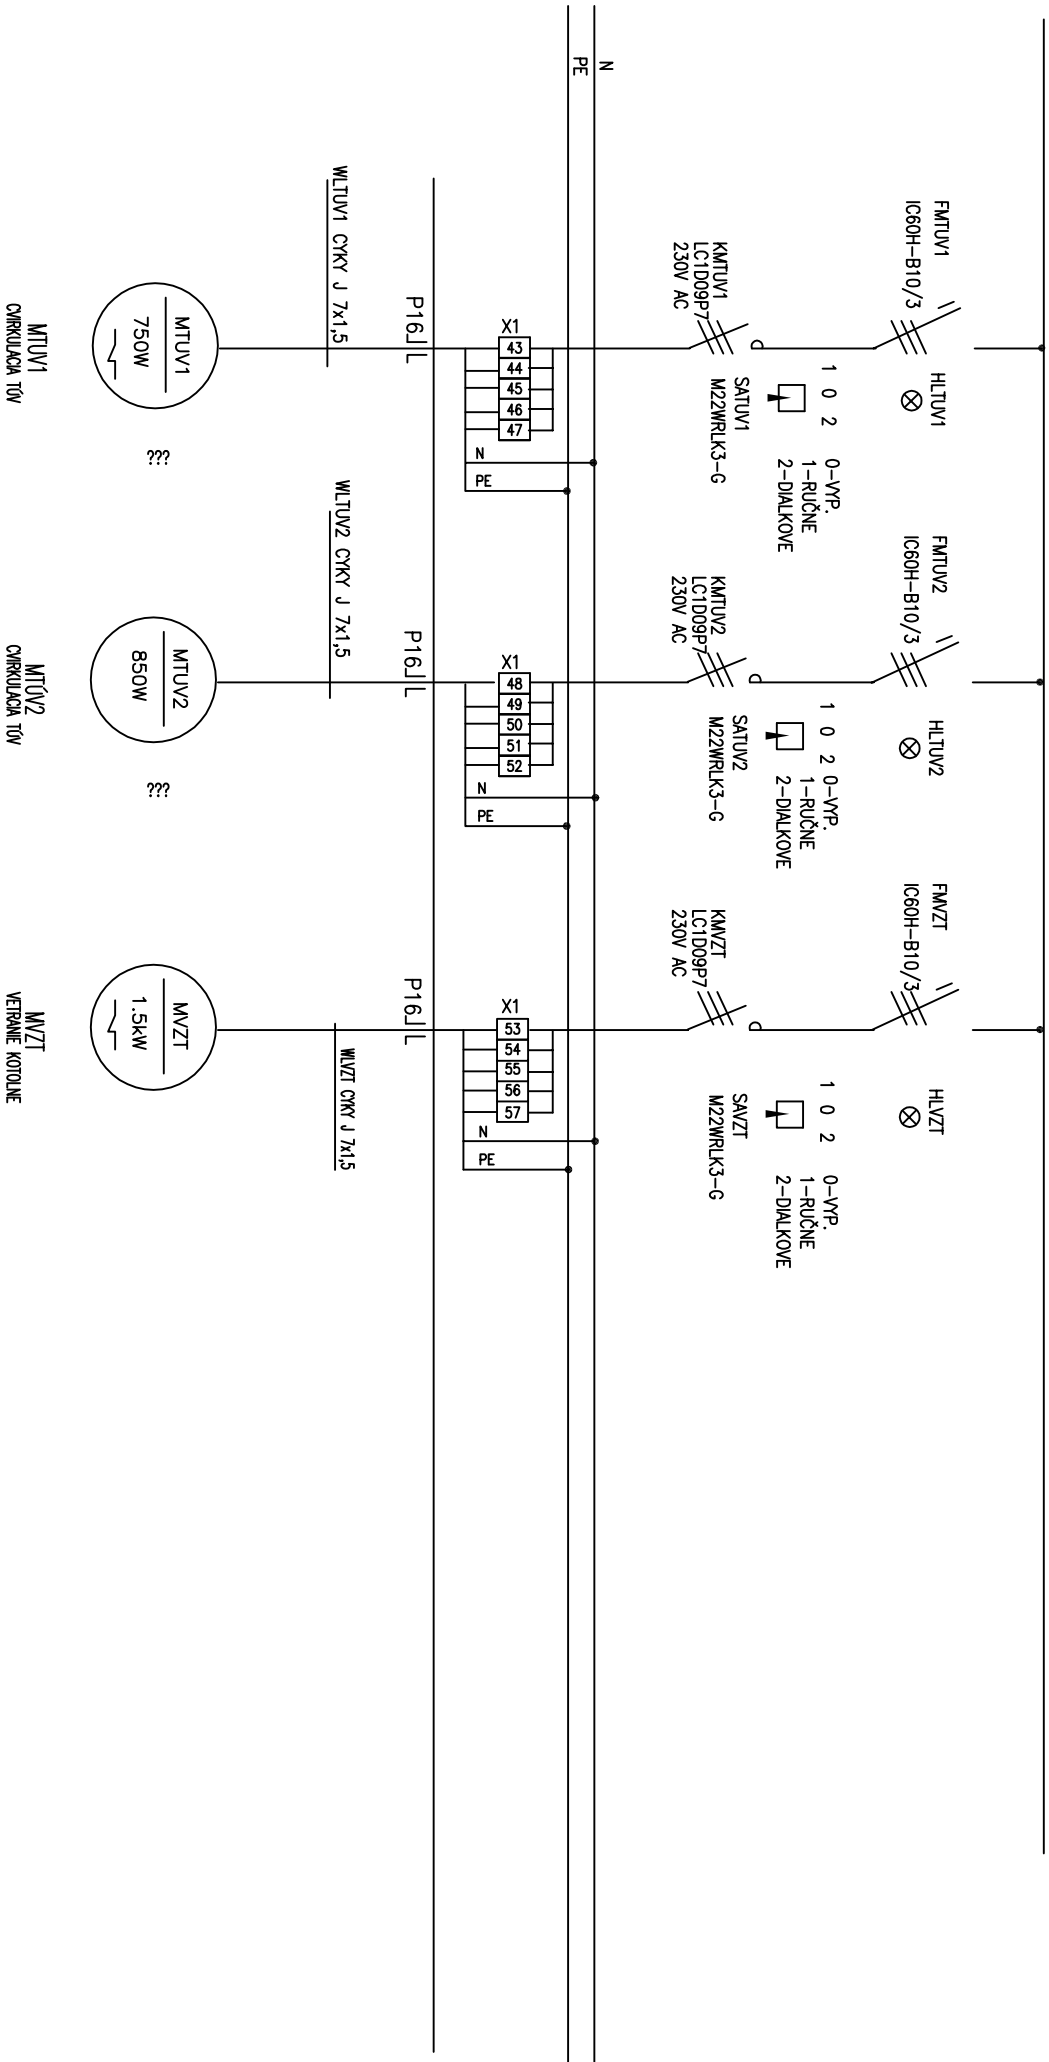 N
PE
FMTUV1
IC60H-B10/3
HLTUV1
1 0 2
0-VYP.
1-RUČNE
2-DIALKOVE
SATUV1
M22WRLK3-G
KMTUV1
LC1D09P7
230V AC
X1
43
44
45
46
47
N
PE
P16
WLTUV1 CYKY J 7x1,5
MTUV1
750W
???
MTUV1
CVIRKULACIA TÚV
FMTUV2
IC60H-B10/3
HLTUV2
1 0 2
0-VYP.
1-RUČNE
2-DIALKOVE
SATUV2
M22WRLK3-G
KMTUV2
LC1D09P7
230V AC
X1
48
49
50
51
52
N
PE
P16
WLTUV2 CYKY J 7x1,5
MTUV2
850W
???
MTÚV2
CVIRKULACIA TÚV
FMVZT
IC60H-B10/3
HLVZT
1 0 2
0-VYP.
1-RUČNE
2-DIALKOVE
SAVZT
M22WRLK3-G
KMVZT
LC1D09P7
230V AC
X1
53
54
55
56
57
N
PE
P16
WLVZT CYKY J 7x1,5
MVZT
1.5kW
MVZT
VETRANIE KOTOLNE